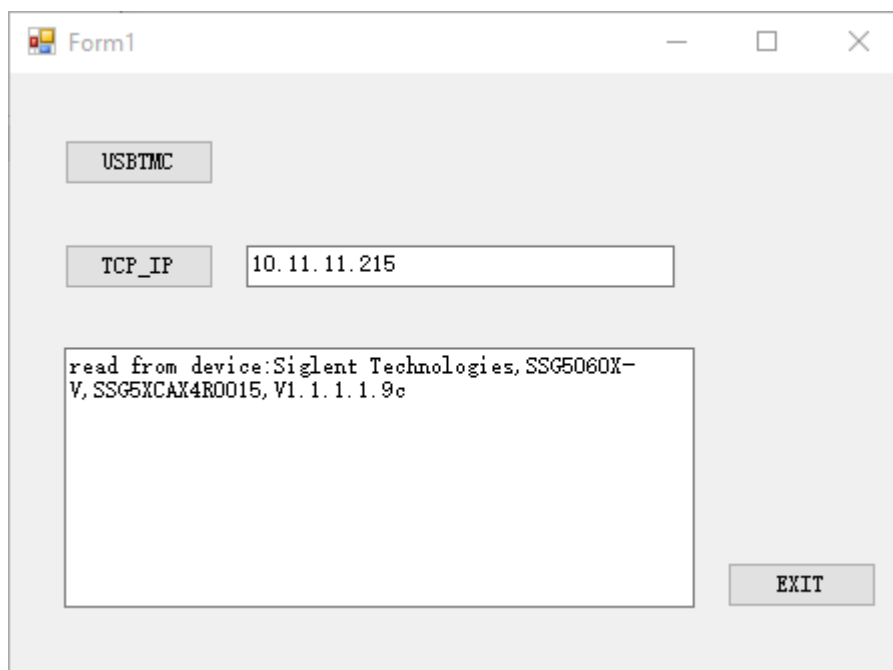 Form1
USBTMC
TCP_IP
10.11.11.215
read from device:Siglent Technologies,SSG5060X-
V,SSG5XCAX4R0015,V1.1.1.1.9c
EXIT